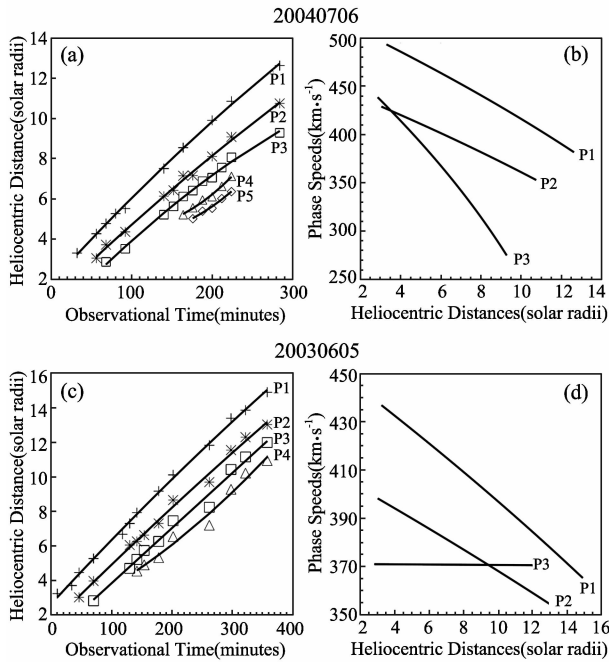 20040706
(a)
14
12
10
8
6
4
2
Heliocentric Distance(solar radii)
P1
P2
P3
P4
P5
0 100 200 300
Observational Time(minutes)
(b)
500
450
400
350
300
250
Phase Speeds(km•s-1)
P1
P2
P3
2 4 6 8 10 12 14
Heliocentric Distances(solar radii)
20030605
(c)
16
14
12
10
8
6
4
2
Heliocentric Distance(solar radii)
P1
P2
P3
P4
0 100 200 300 400
Observational Time(minutes)
(d)
450
430
410
390
370
350
Phase Speeds(km•s-1)
P3
P1
P2
2 4 6 8 10 12 14 16
Heliocentric Distances(solar radii)